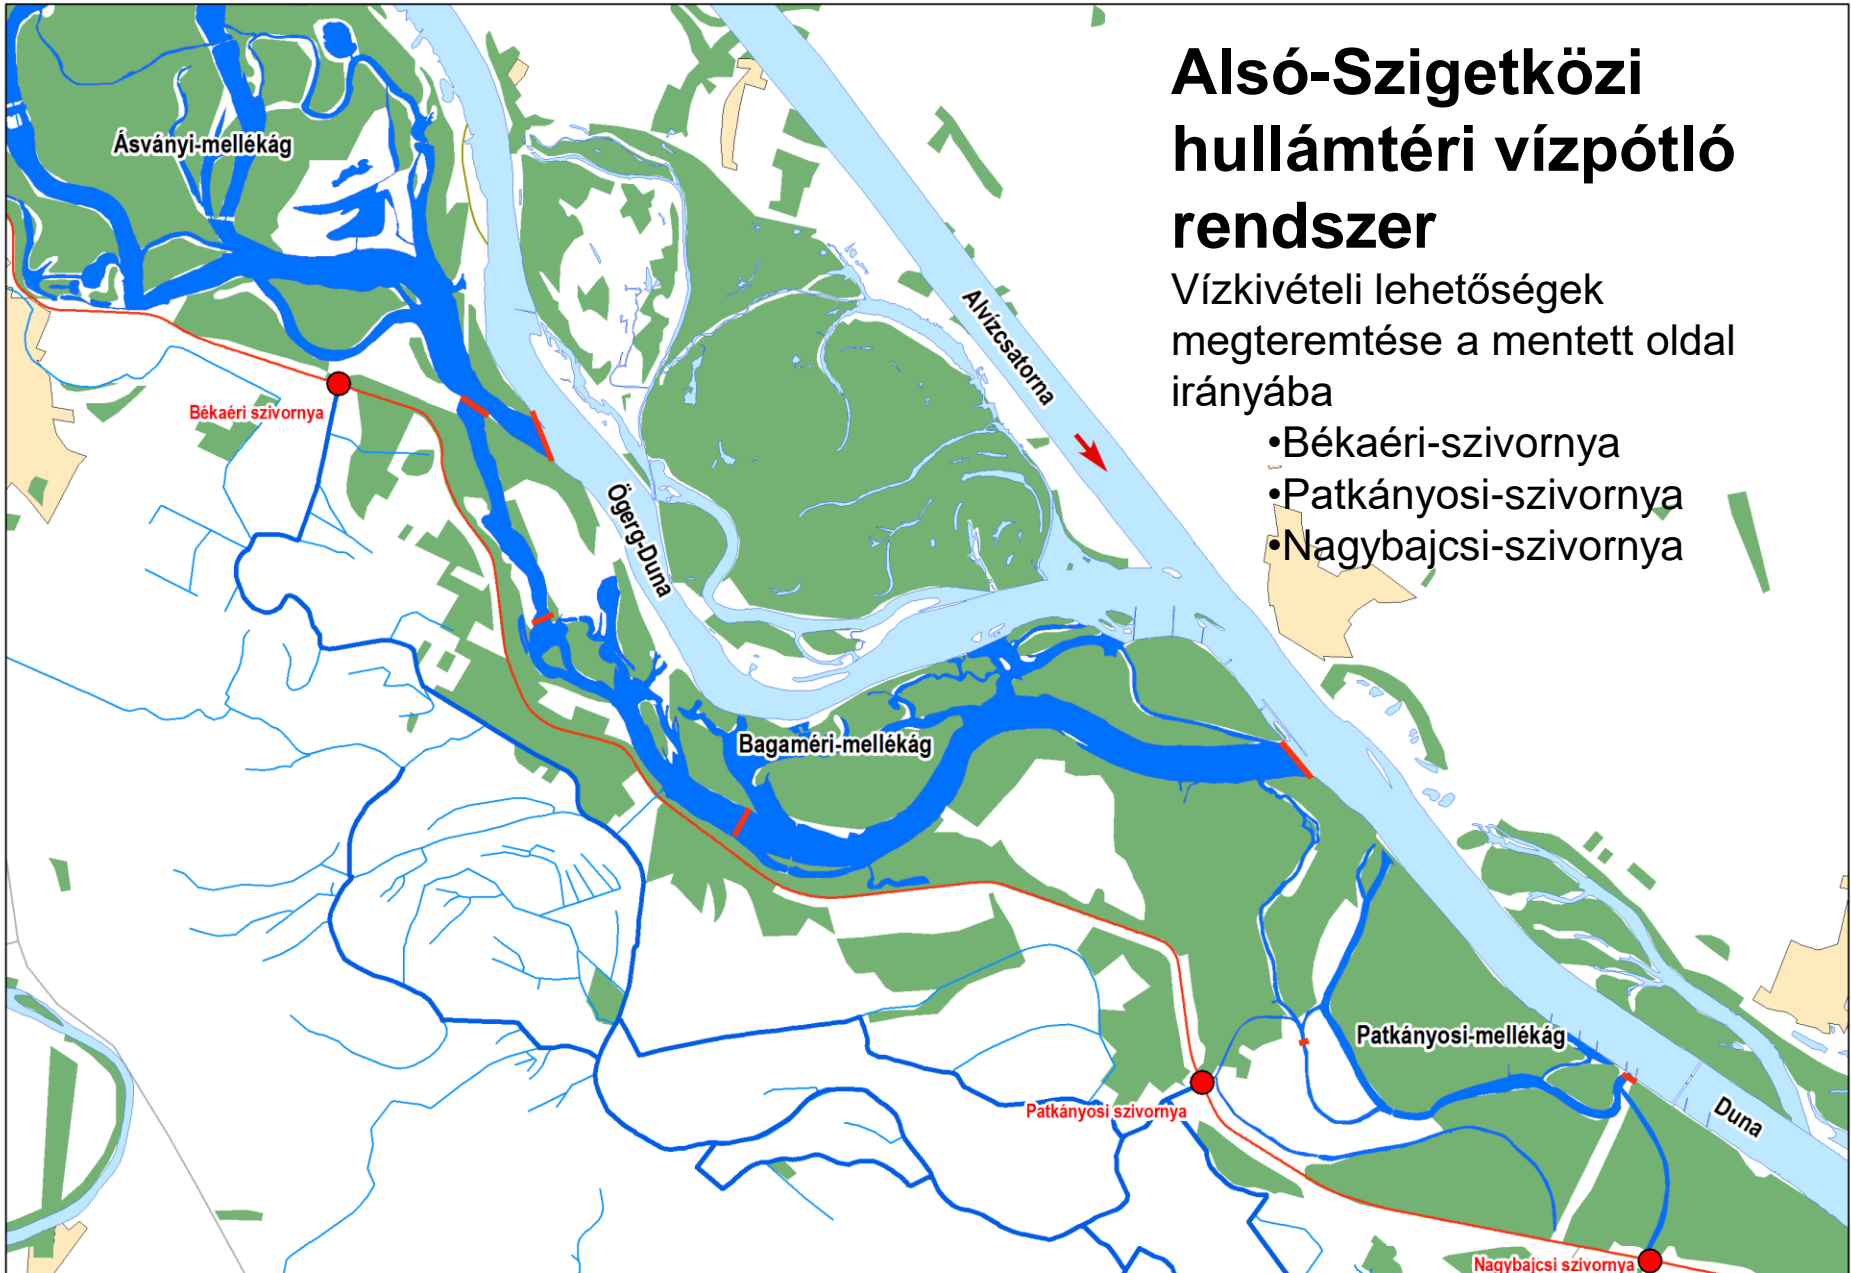 Alsó-Szigetközi
hullámtéri vízpótló
rendszer
Vízkivételi lehetőségek
megteremtése a mentett oldal
irányába
•Békaéri-szivornya
•Patkányosi-szivornya
•Nagybajcsi-szivornya
Ásványi-mellékág
Alvízcsatorna
Békaéri szivornya
Ögerg-Duna
Bagaméri-mellékág
Patkányosi-mellékág
Patkányosi szivornya
Duna
Nagybajcsi szivornya